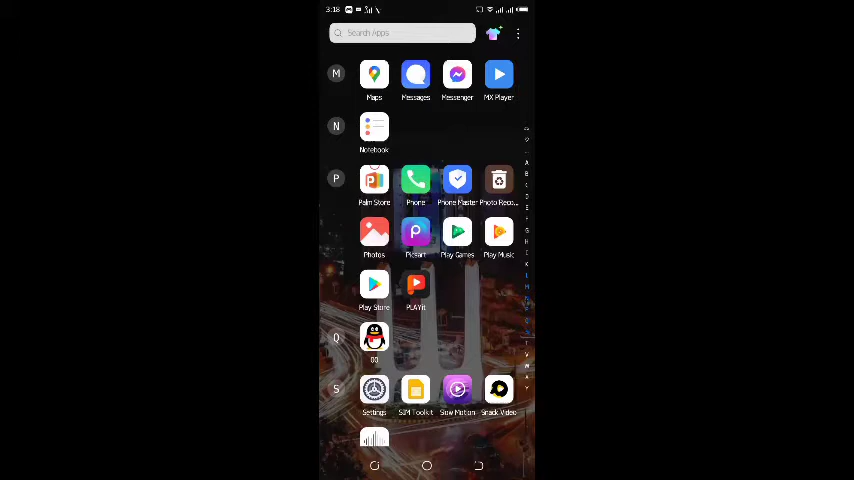 3:18
Search Apps
M
Maps Messages Messenger MX Player
N
Notebook
P
Palm Store Phone Phone Master Photo Reco...
Photos Picsart Play Games Play Music
Play Store PLAYit
Q
QQ
S
Settings SIM Toolkit Slow Motion Snack Video
A
B
C
D
E
F
G
H
I
K
L
M
N
P
Q
S
T
V
W
X
Y